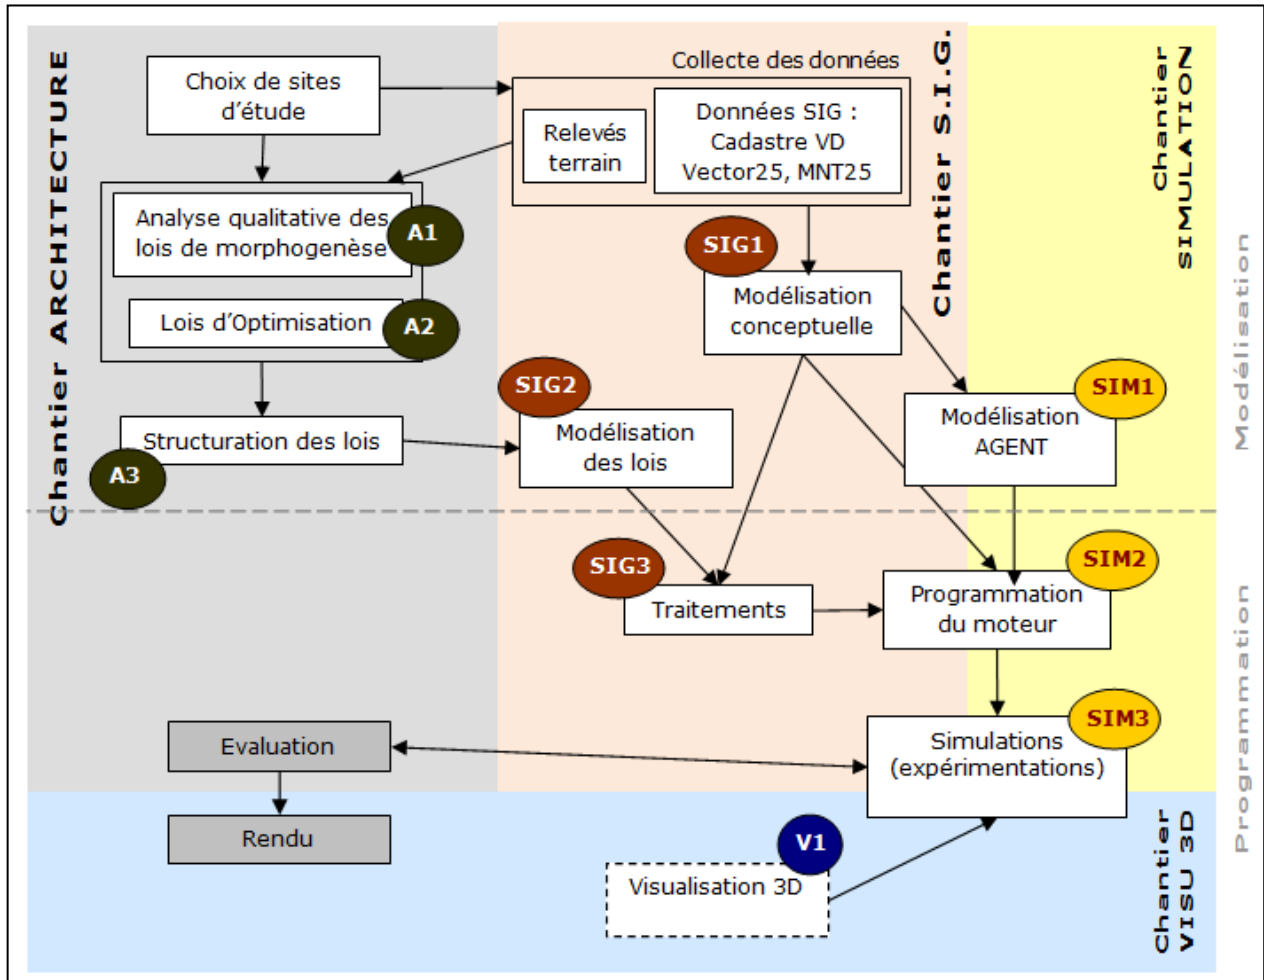 Chantier ARCHITECTURE
Choix de sites
d'étude
Analyse qualitative des
lois de morphogenèse
A1
Lois d'Optimisation
A2
Structuration des lois
A3
Chantier S.I.G.
Collecte des données
Relevés
terrain
Données SIG :
Cadastre VD
Vector25, MNT25
SIG1
Modélisation
conceptuelle
SIG2
Modélisation
des lois
SIG3
Traitements
Chantier
SIMULATION
SIM1
Modélisation
AGENT
SIM2
Programmation
du moteur
SIM3
Simulations
(expérimentations)
Evaluation
Rendu
V1
Visualisation 3D
Chantier
VISU 3D
Modélisation
Programmation